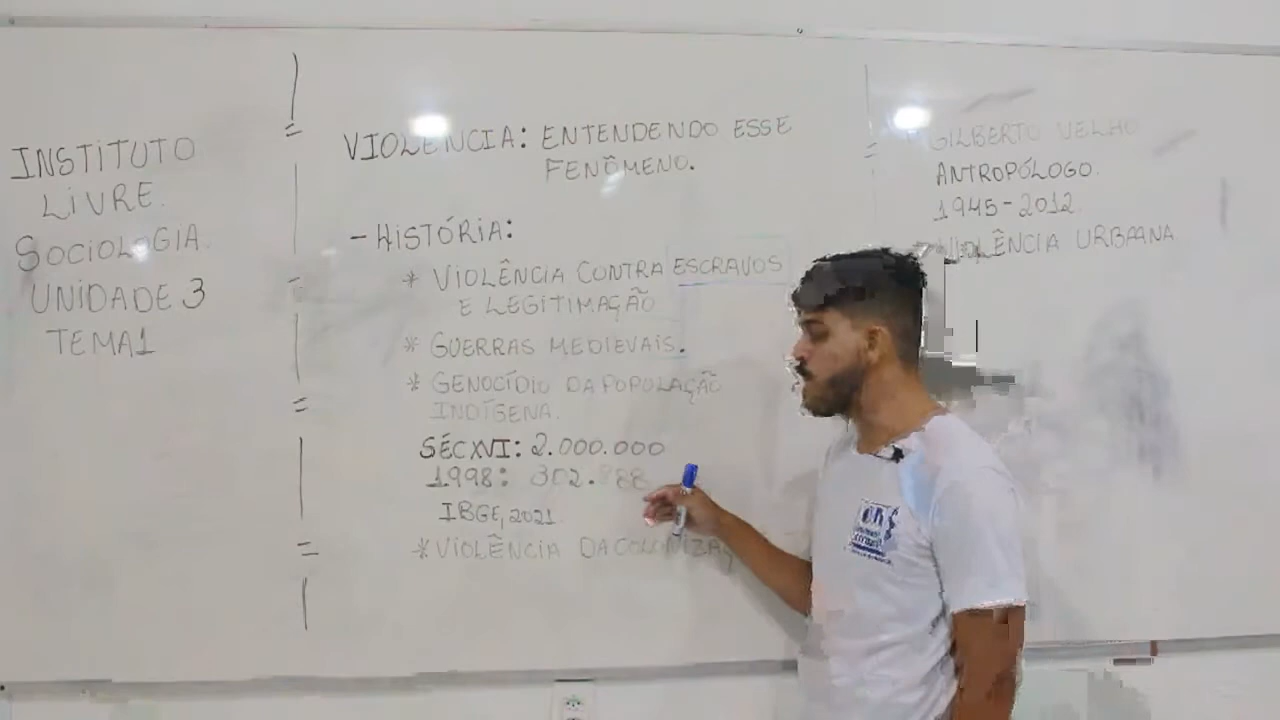 INSTITUTO
LIVRE.
SOCIOLOGIA.
UNIDADE 3
TEMA 1
VIOLÊNCIA: ENTENDENDO ESSE
FENÔMENO.
- HISTÓRIA:
* VIOLÊNCIA CONTRA ESCRAVOS
E LEGITIMAÇÃO
* GUERRAS MEDIEVAIS.
* GENOCÍDIO DA POPULAÇÃO
INDÍGENA.
SÉC XVI: 2.000.000
1998: 302.888
IBGE, 2021
* VIOLÊNCIA DA
GILBERTO VELHO
ANTROPÓLOGO.
1945-2012.
VIOLÊNCIA URBAANA